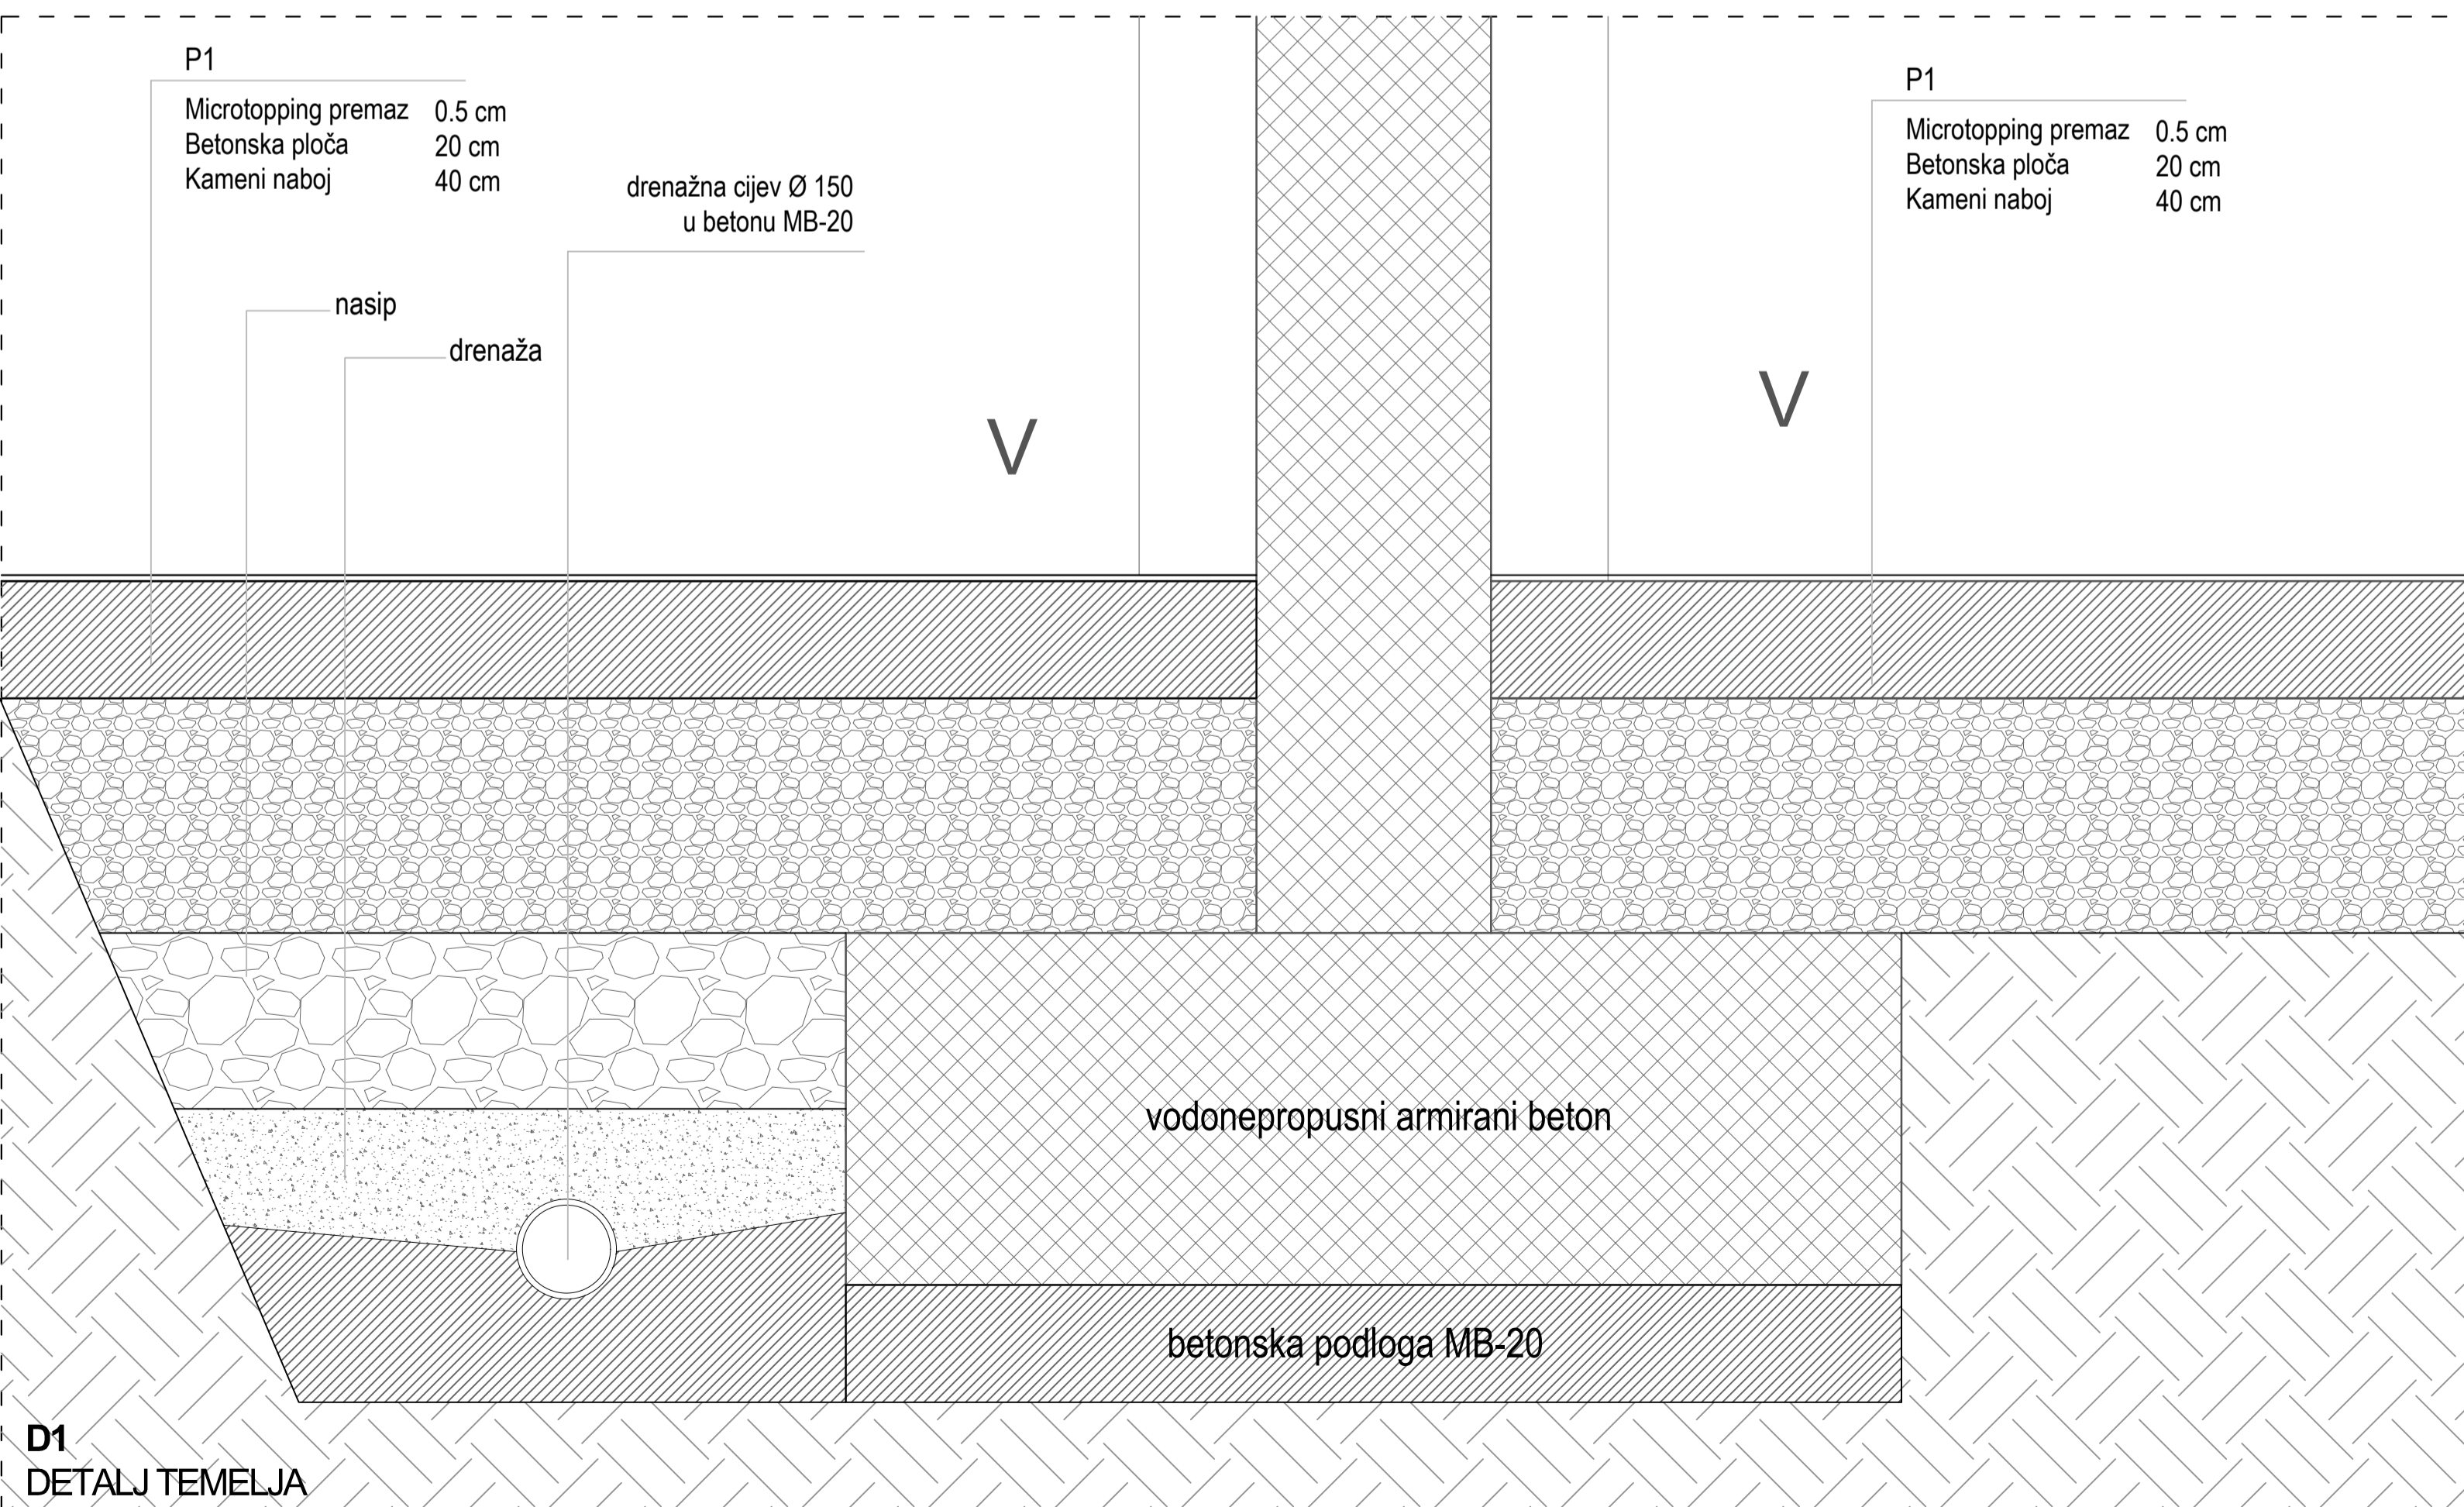 P1
Microtopping premaz 0.5 cm
Betonska ploča 20 cm
Kameni naboj 40 cm
drenažna cijev Ø 150
u betonu MB-20
nasip
drenaža
V
P1
Microtopping premaz 0.5 cm
Betonska ploča 20 cm
Kameni naboj 40 cm
V
vodonepropusni armirani beton
betonska podloga MB-20
D1
DETALJ TEMELJA